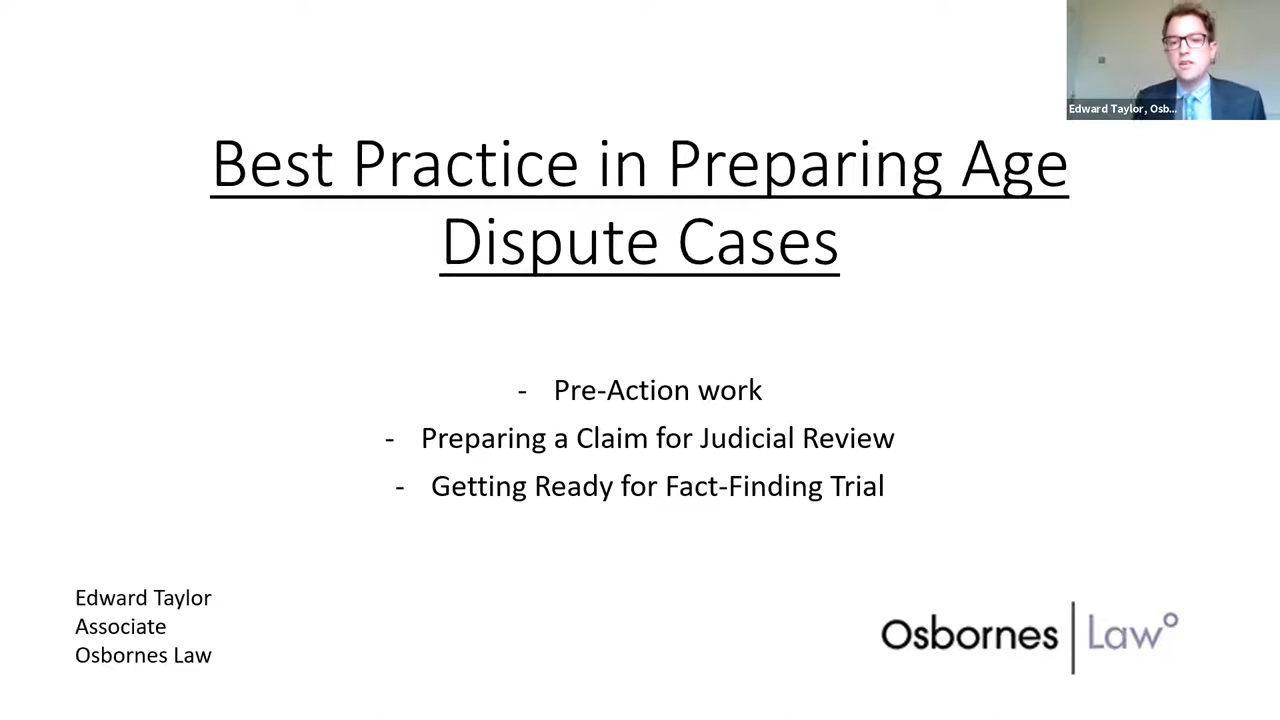 Edward Taylor, Osb...
Best Practice in Preparing Age
Dispute Cases
- Pre-Action work
- Preparing a Claim for Judicial Review
- Getting Ready for Fact-Finding Trial
Edward Taylor
Associate
Osbornes Law
Osbornes | Law°